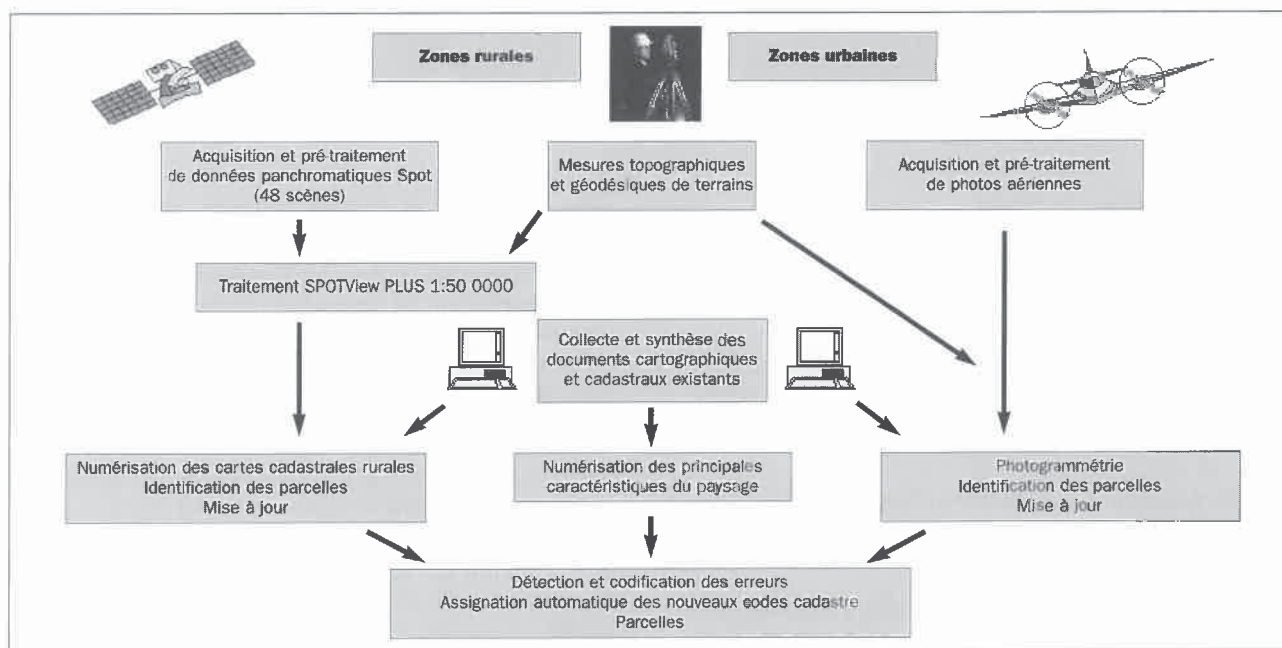 Zones rurales
Zones urbaines
Acquisition et pré-traitement
de données panchromatiques Spot
(48 scènes)
Mesures topographiques
et géodésiques de terrains
Acquisition et pré-traitement
de photos aériennes
Traitement SPOTView PLUS 1:50 0000
Collecte et synthèse des
documents cartographiques
et cadastraux existants
Numérisation des cartes cadastrales rurales
Identification des parcelles
Mise à jour
Numérisation des principales
caractéristiques du paysage
Photogrammétrie
Identification des parcelles
Mise à jour
Détection et codification des erreurs
Assignation automatique des nouveaux codes cadastre
Parcelles